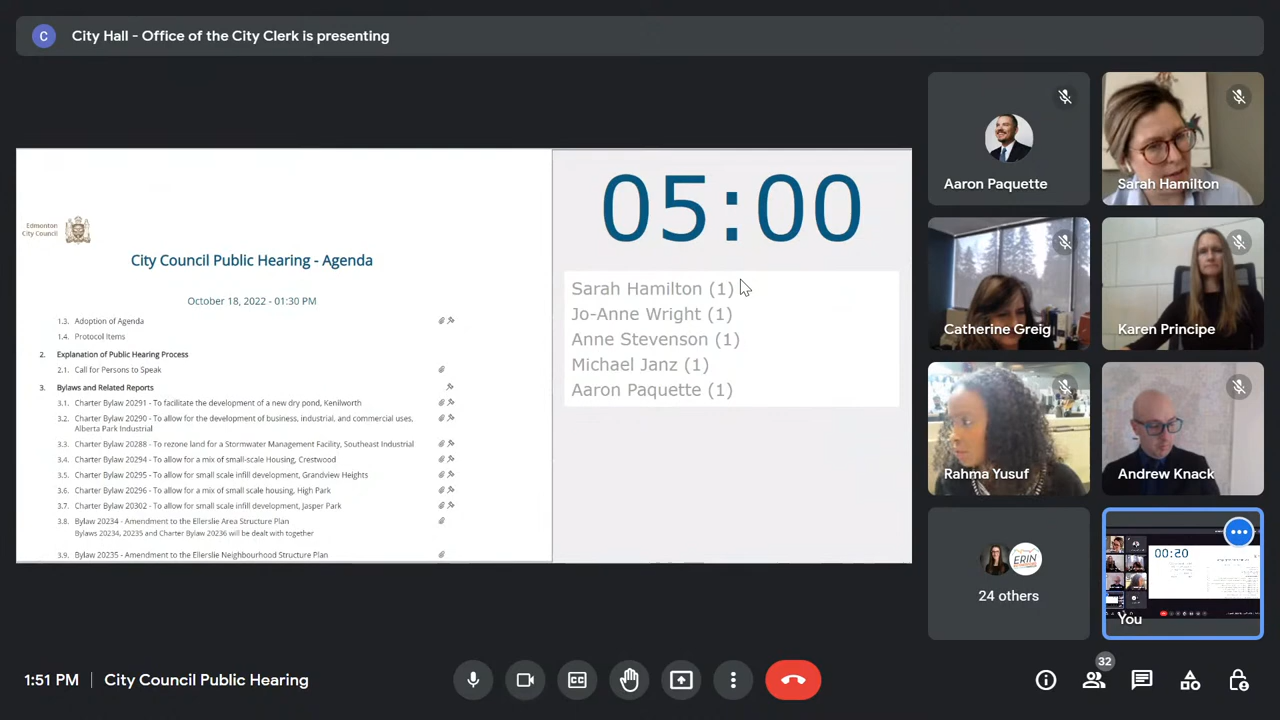 C
City Hall - Office of the City Clerk is presenting
Edmonton
City Council
City Council Public Hearing - Agenda
October 18, 2022 - 01:30 PM
1.3. Adoption of Agenda
1.4. Protocol Items
2. Explanation of Public Hearing Process
2.1. Call for Persons to Speak
3. Bylaws and Related Reports
3.1. Charter Bylaw 20291 - To facilitate the development of a new dry pond, Kenilworth
3.2. Charter Bylaw 20290 - To allow for the development of business, industrial, and commercial uses,
Alberta Park Industrial
3.3. Charter Bylaw 20288 - To rezone land for a Stormwater Management Facility, Southeast Industrial
3.4. Charter Bylaw 20294 - To allow for a mix of small-scale Housing, Crestwood
3.5. Charter Bylaw 20295 - To allow for small scale infill development, Grandview Heights
3.6. Charter Bylaw 20296 - To allow for a mix of small scale housing, High Park
3.7. Charter Bylaw 20302 - To allow for small scale infill development, Jasper Park
3.8. Bylaw 20234 - Amendment to the Ellerslie Area Structure Plan
Bylaws 20234, 20235 and Charter Bylaw 20236 will be dealt with together
3.9. Bylaw 20235 - Amendment to the Ellerslie Neighbourhood Structure Plan
05:00
Sarah Hamilton (1)
Jo-Anne Wright (1)
Anne Stevenson (1)
Michael Janz (1)
Aaron Paquette (1)
Aaron Paquette
Sarah Hamilton
Catherine Greig
Karen Principe
Rahma Yusuf
Andrew Knack
ERIN
24 others
You
1:51 PM | City Council Public Hearing
32